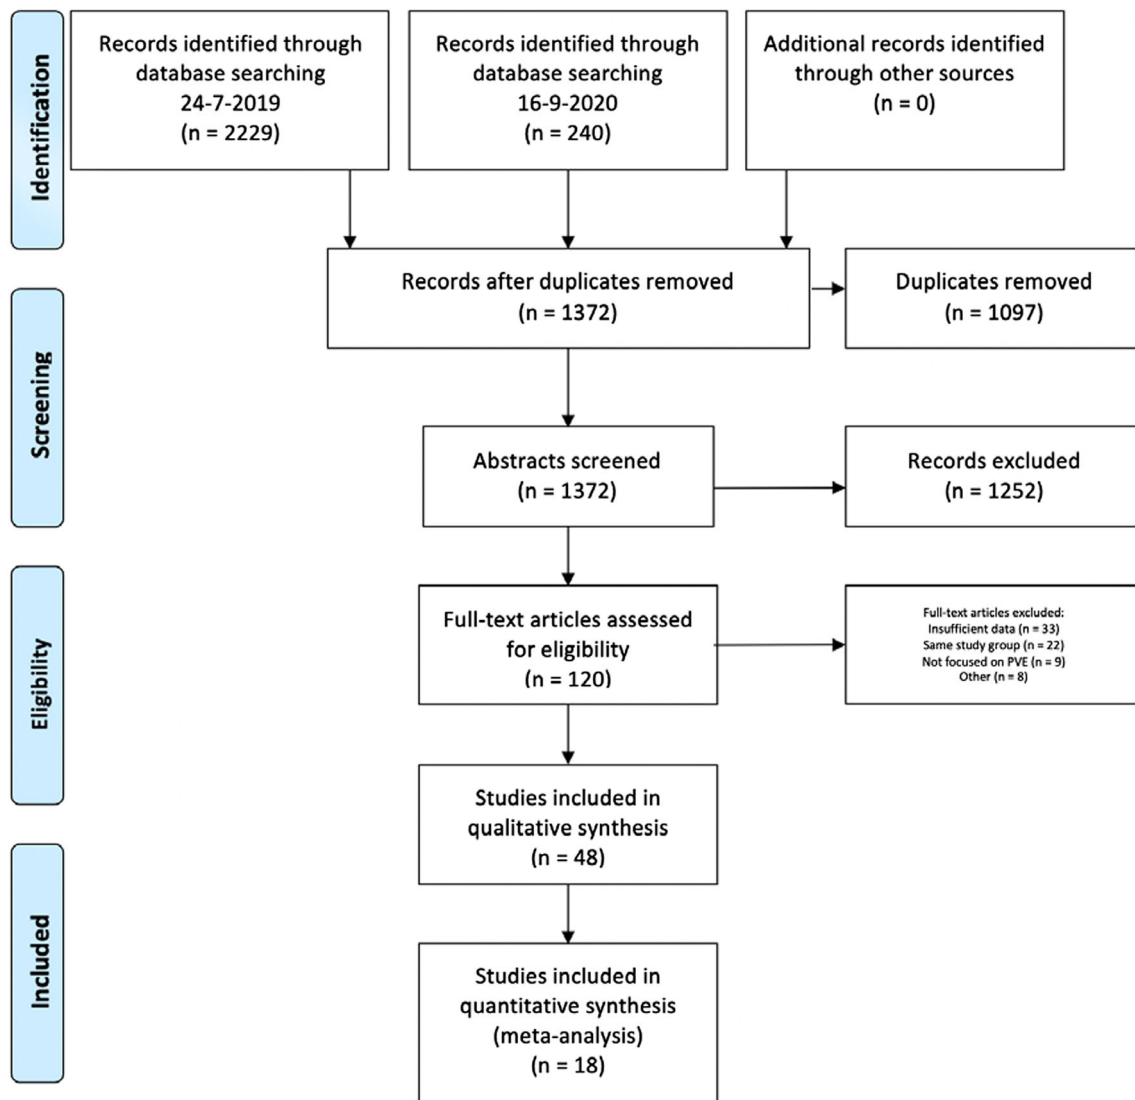 Identification
Records identified through
database searching
24-7-2019
(n = 2229)
Records identified through
database searching
16-9-2020
(n = 240)
Additional records identified
through other sources
(n = 0)
Screening
Records after duplicates removed
(n = 1372)
Duplicates removed
(n = 1097)
Abstracts screened
(n = 1372)
Records excluded
(n = 1252)
Eligibility
Full-text articles assessed
for eligibility
(n = 120)
Full-text articles excluded:
Insufficient data (n = 33)
Same study group (n = 22)
Not focused on PVE (n = 9)
Other (n = 8)
Studies included in
qualitative synthesis
(n = 48)
Included
Studies included in
quantitative synthesis
(meta-analysis)
(n = 18)